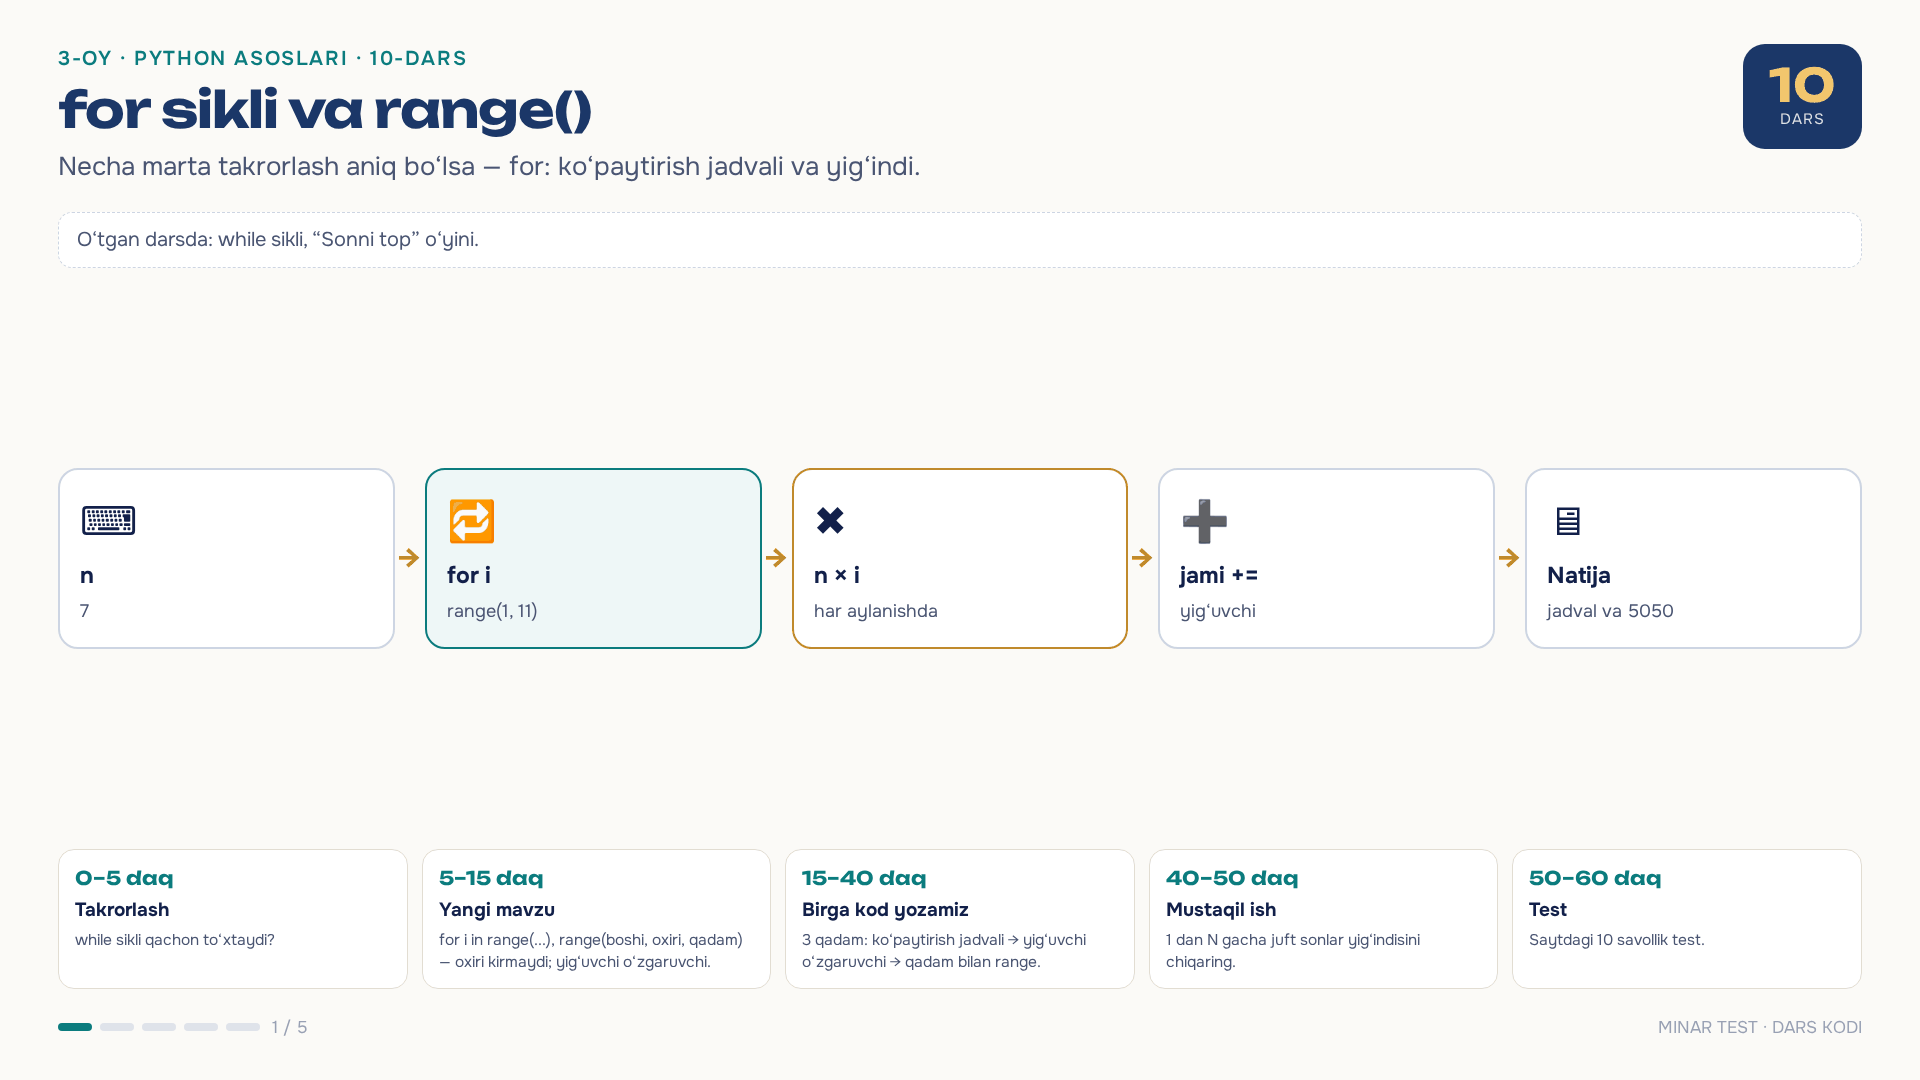 3-OY · PYTHON ASOSLARI · 10-DARS
for sikli va range()
Necha marta takrorlash aniq bo‘lsa — for: ko‘paytirish jadvali va yig‘indi.
10
DARS
O‘tgan darsda: while sikli, “Sonni top” o‘yini.
n
7
for i
range(1, 11)
n × i
har aylanishda
jami +=
yig‘uvchi
Natija
jadval va 5050
0–5 daq
Takrorlash
while sikli qachon to‘xtaydi?
5–15 daq
Yangi mavzu
for i in range(...), range(boshi, oxiri, qadam)
— oxiri kirmaydi; yig‘uvchi o‘zgaruvchi.
15–40 daq
Birga kod yozamiz
3 qadam: ko‘paytirish jadvali → yig‘uvchi
o‘zgaruvchi → qadam bilan range.
40–50 daq
Mustaqil ish
1 dan N gacha juft sonlar yig‘indisini
chiqaring.
50–60 daq
Test
Saytdagi 10 savollik test.
1 / 5
MINAR TEST · DARS KODI